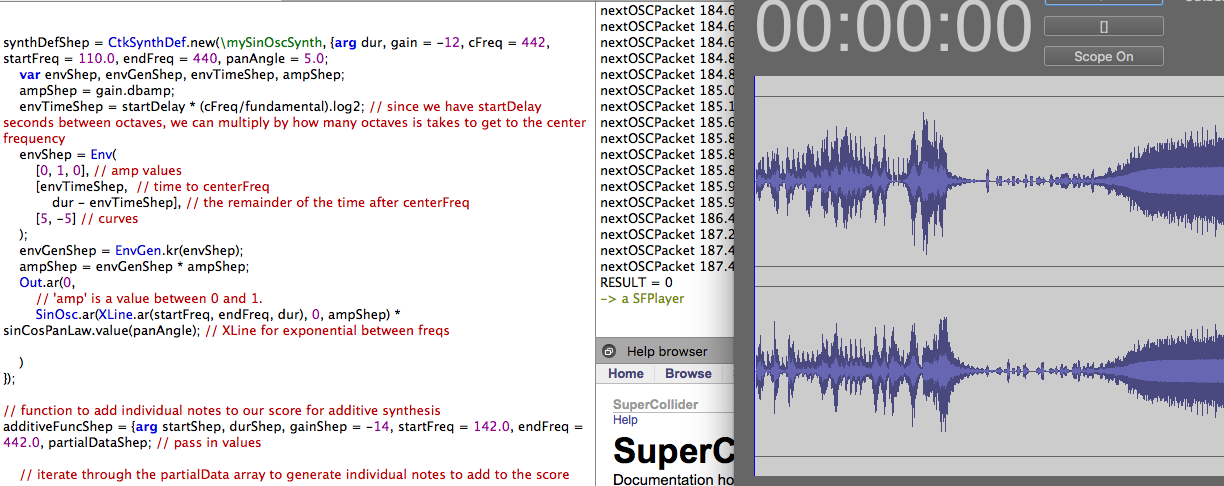 synthDefShep = CtkSynthDef.new(\mySinOscSynth, {arg dur, gain = -12, cFreq = 442,
startFreq = 110.0, endFreq = 440, panAngle = 5.0;
var envShep, envGenShep, envTimeShep, ampShep;
ampShep = gain.dbamp;
envTimeShep = startDelay * (cFreq/fundamental).log2; // since we have startDelay
seconds between octaves, we can multiply by how many octaves is takes to get to the center
frequency
envShep = Env(
[0, 1, 0], // amp values
[envTimeShep,  // time to centerFreq
dur - envTimeShep], // the remainder of the time after centerFreq
[5, -5] // curves
);
envGenShep = EnvGen.kr(envShep);
ampShep = envGenShep * ampShep;
Out.ar(0,
// 'amp' is a value between 0 and 1.
SinOsc.ar(XLine.ar(startFreq, endFreq, dur), 0, ampShep) *
sinCosPanLaw.value(panAngle); // XLine for exponential between freqs
)
});
// function to add individual notes to our score for additive synthesis
additiveFuncShep = {arg startShep, durShep, gainShep = -14, startFreq = 142.0, endFreq =
442.0, partialDataShep; // pass in values
// iterate through the partialData array to generate individual notes to add to the score
nextOSCPacket 184.6
nextOSCPacket 184.6
nextOSCPacket 184.6
nextOSCPacket 184.8
nextOSCPacket 184.8
nextOSCPacket 185.0
nextOSCPacket 185.1
nextOSCPacket 185.6
nextOSCPacket 185.8
nextOSCPacket 185.8
nextOSCPacket 185.8
nextOSCPacket 185.9
nextOSCPacket 185.9
nextOSCPacket 186.4
nextOSCPacket 187.2
nextOSCPacket 187.4
nextOSCPacket 187.4
RESULT = 0
-> a SFPlayer
Help browser
Home Browse
SuperCollider
Help
SuperC
Documentation ho
00:00:00
[]
Scope On